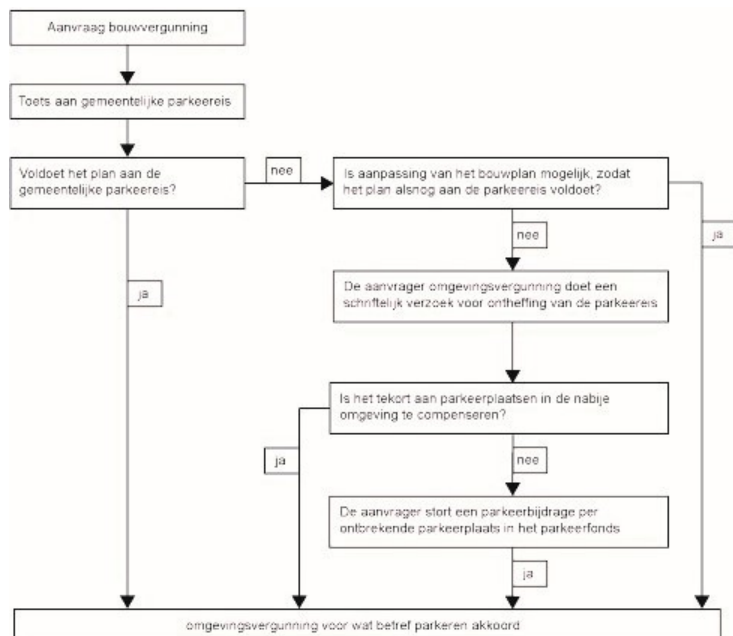 Aanvraag bouwvergunning
Toets aan gemeentelijke parkeereis
Voldoet het plan aan de
gemeentelijke parkeereis?
nee
Is aanpassing van het bouwplan mogelijk, zodat
het plan alsnog aan de parkeereis voldoet?
nee
ja
ja
De aanvrager omgevingsvergunning doet een
schriftelijk verzoek voor ontheffing van de parkeereis
Is het tekort aan parkeerplaatsen in de nabije
omgeving te compenseren?
ja
nee
De aanvrager stort een parkeerbijdrage per
ontbrekende parkeerplaats in het parkeerfonds
ja
omgevingsvergunning voor wat betref parkeren akkoord